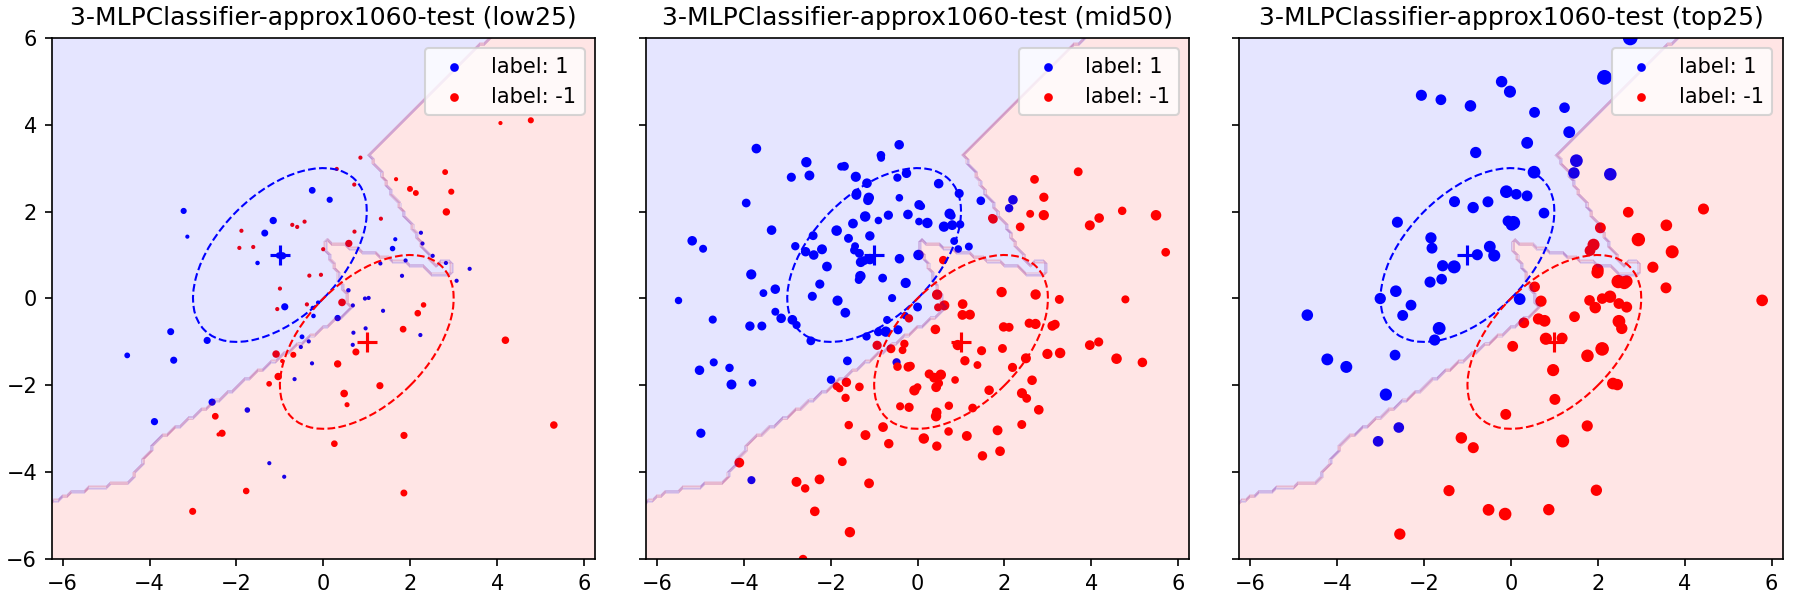 3-MLPClassifier-approx1060-test (low25)
3-MLPClassifier-approx1060-test (mid50)
3-MLPClassifier-approx1060-test (top25)
label: 1
label: -1
label: 1
label: -1
label: 1
label: -1
6
4
2
0
−2
−4
−6
−6 −4 −2 0 2 4 6
−6 −4 −2 0 2 4 6
−6 −4 −2 0 2 4 6